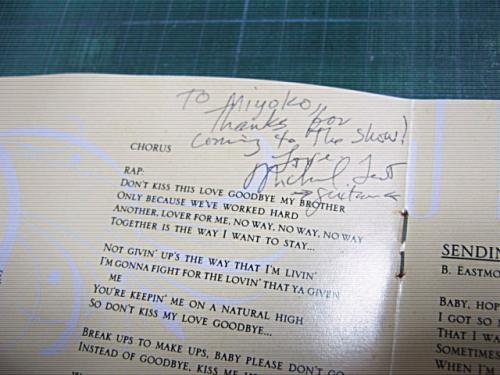 To Miyoko,
Thanks for
coming to the show!
Love
Michael
→ guitar
CHORUS
RAP:
DON'T KISS THIS LOVE GOODBYE MY BROTHER
ONLY BECAUSE WE'VE WORKED HARD
ANOTHER, LOVER FOR ME, NO WAY, NO WAY, NO WAY
TOGETHER IS THE WAY I WANT TO STAY...
NOT GIVIN' UP'S THE WAY THAT I'M LIVIN'
I'M GONNA FIGHT FOR THE LOVIN' THAT YA GIVEN
ME
YOU'RE KEEPIN' ME ON A NATURAL HIGH
SO DON'T KISS MY LOVE GOODBYE...
BREAK UPS TO MAKE UPS, BABY PLEASE DON'T GO
INSTEAD OF GOODBYE, KISS ME
SENDIN
B. EASTMO
BABY, HOP
I GOT SO
THAT I WA
SOMETIMES
WHEN I'M